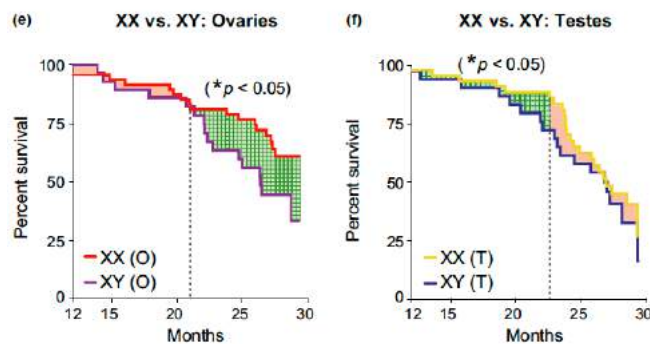 (e) XX vs. XY: Ovaries
100
75
50
25
0
Percent survival
(*p < 0.05)
XX (O)
XY (O)
12 15 20 25 30
Months
(f) XX vs. XY: Testes
100
75
50
25
0
Percent survival
(*p < 0.05)
XX (T)
XY (T)
12 15 20 25 30
Months